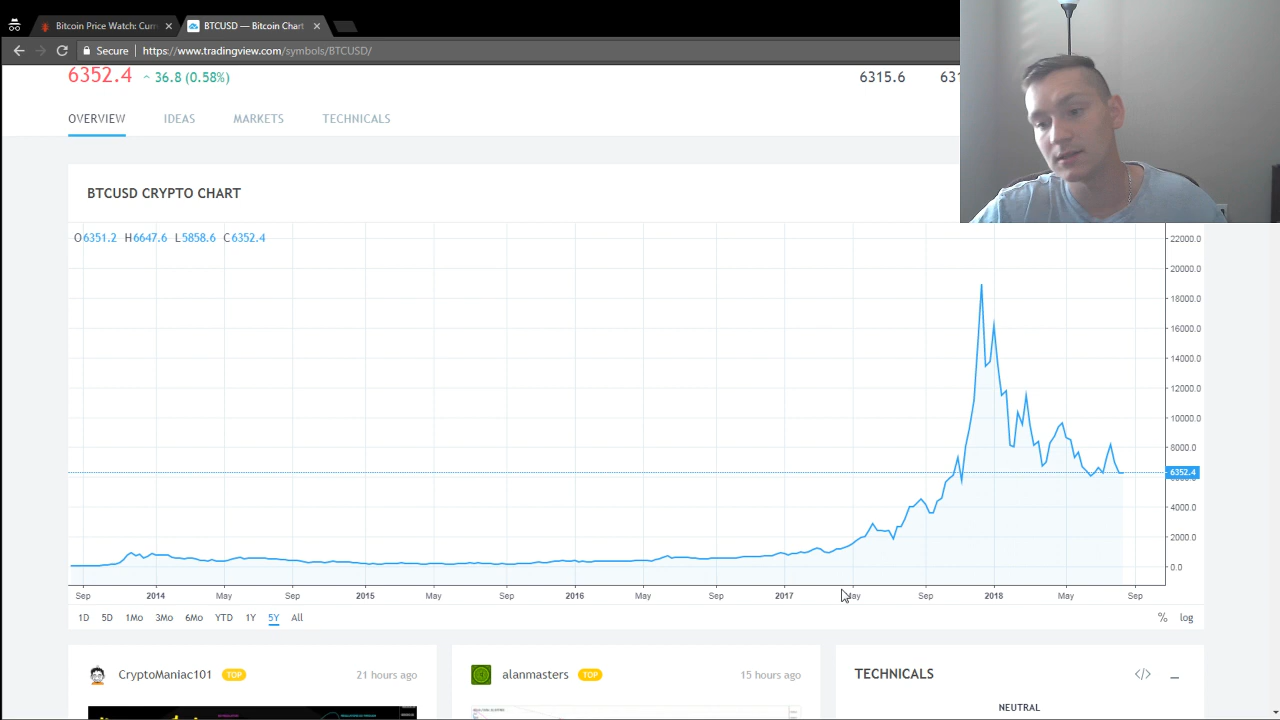 Bitcoin Price Watch: Curr
BTCUSD — Bitcoin Chart
Secure
https://www.tradingview.com/symbols/BTCUSD/
6352.4 36.8 (0.58%)
6315.6
OVERVIEW IDEAS MARKETS TECHNICALS
BTCUSD CRYPTO CHART
O6351.2 H6647.6 L5858.6 C6352.4
22000.0
20000.0
18000.0
16000.0
14000.0
12000.0
10000.0
8000.0
6352.4
4000.0
2000.0
0.0
Sep 2014 May Sep 2015 May Sep 2016 May Sep 2017 May Sep 2018 May Sep
1D 5D 1Mo 3Mo 6Mo YTD 1Y 5Y All % log
CryptoManiac101 TOP 21 hours ago
alanmasters TOP 15 hours ago
TECHNICALS
NEUTRAL